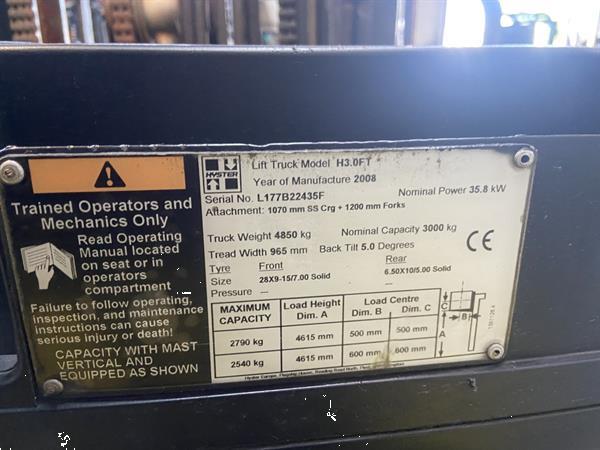 Trained Operators and
Mechanics Only
Read Operating
Manual located
on seat or in
operators
compartment
Failure to follow operating,
inspection, and maintenance
instructions can cause
serious injury or death!
CAPACITY WITH MAST
VERTICAL AND
EQUIPPED AS SHOWN
HYSTER
Lift Truck Model H3.0FT
Year of Manufacture 2008
Serial No. L177B22435F
Nominal Power 35.8 kW
Attachment: 1070 mm SS Crg + 1200 mm Forks
Truck Weight 4850 kg Nominal Capacity 3000 kg
Tread Width 965 mm Back Tilt 5.0 Degrees
CE
Tyre Front Rear
Size 28X9-15/7.00 Solid 6.50X10/5.00 Solid
Pressure — —
MAXIMUM CAPACITY Load Height Dim. A Load Centre Dim. B Dim. C
2790 kg 4615 mm 500 mm 500 mm
2540 kg 4615 mm 600 mm 600 mm
C
B
A
Hyster Europe,